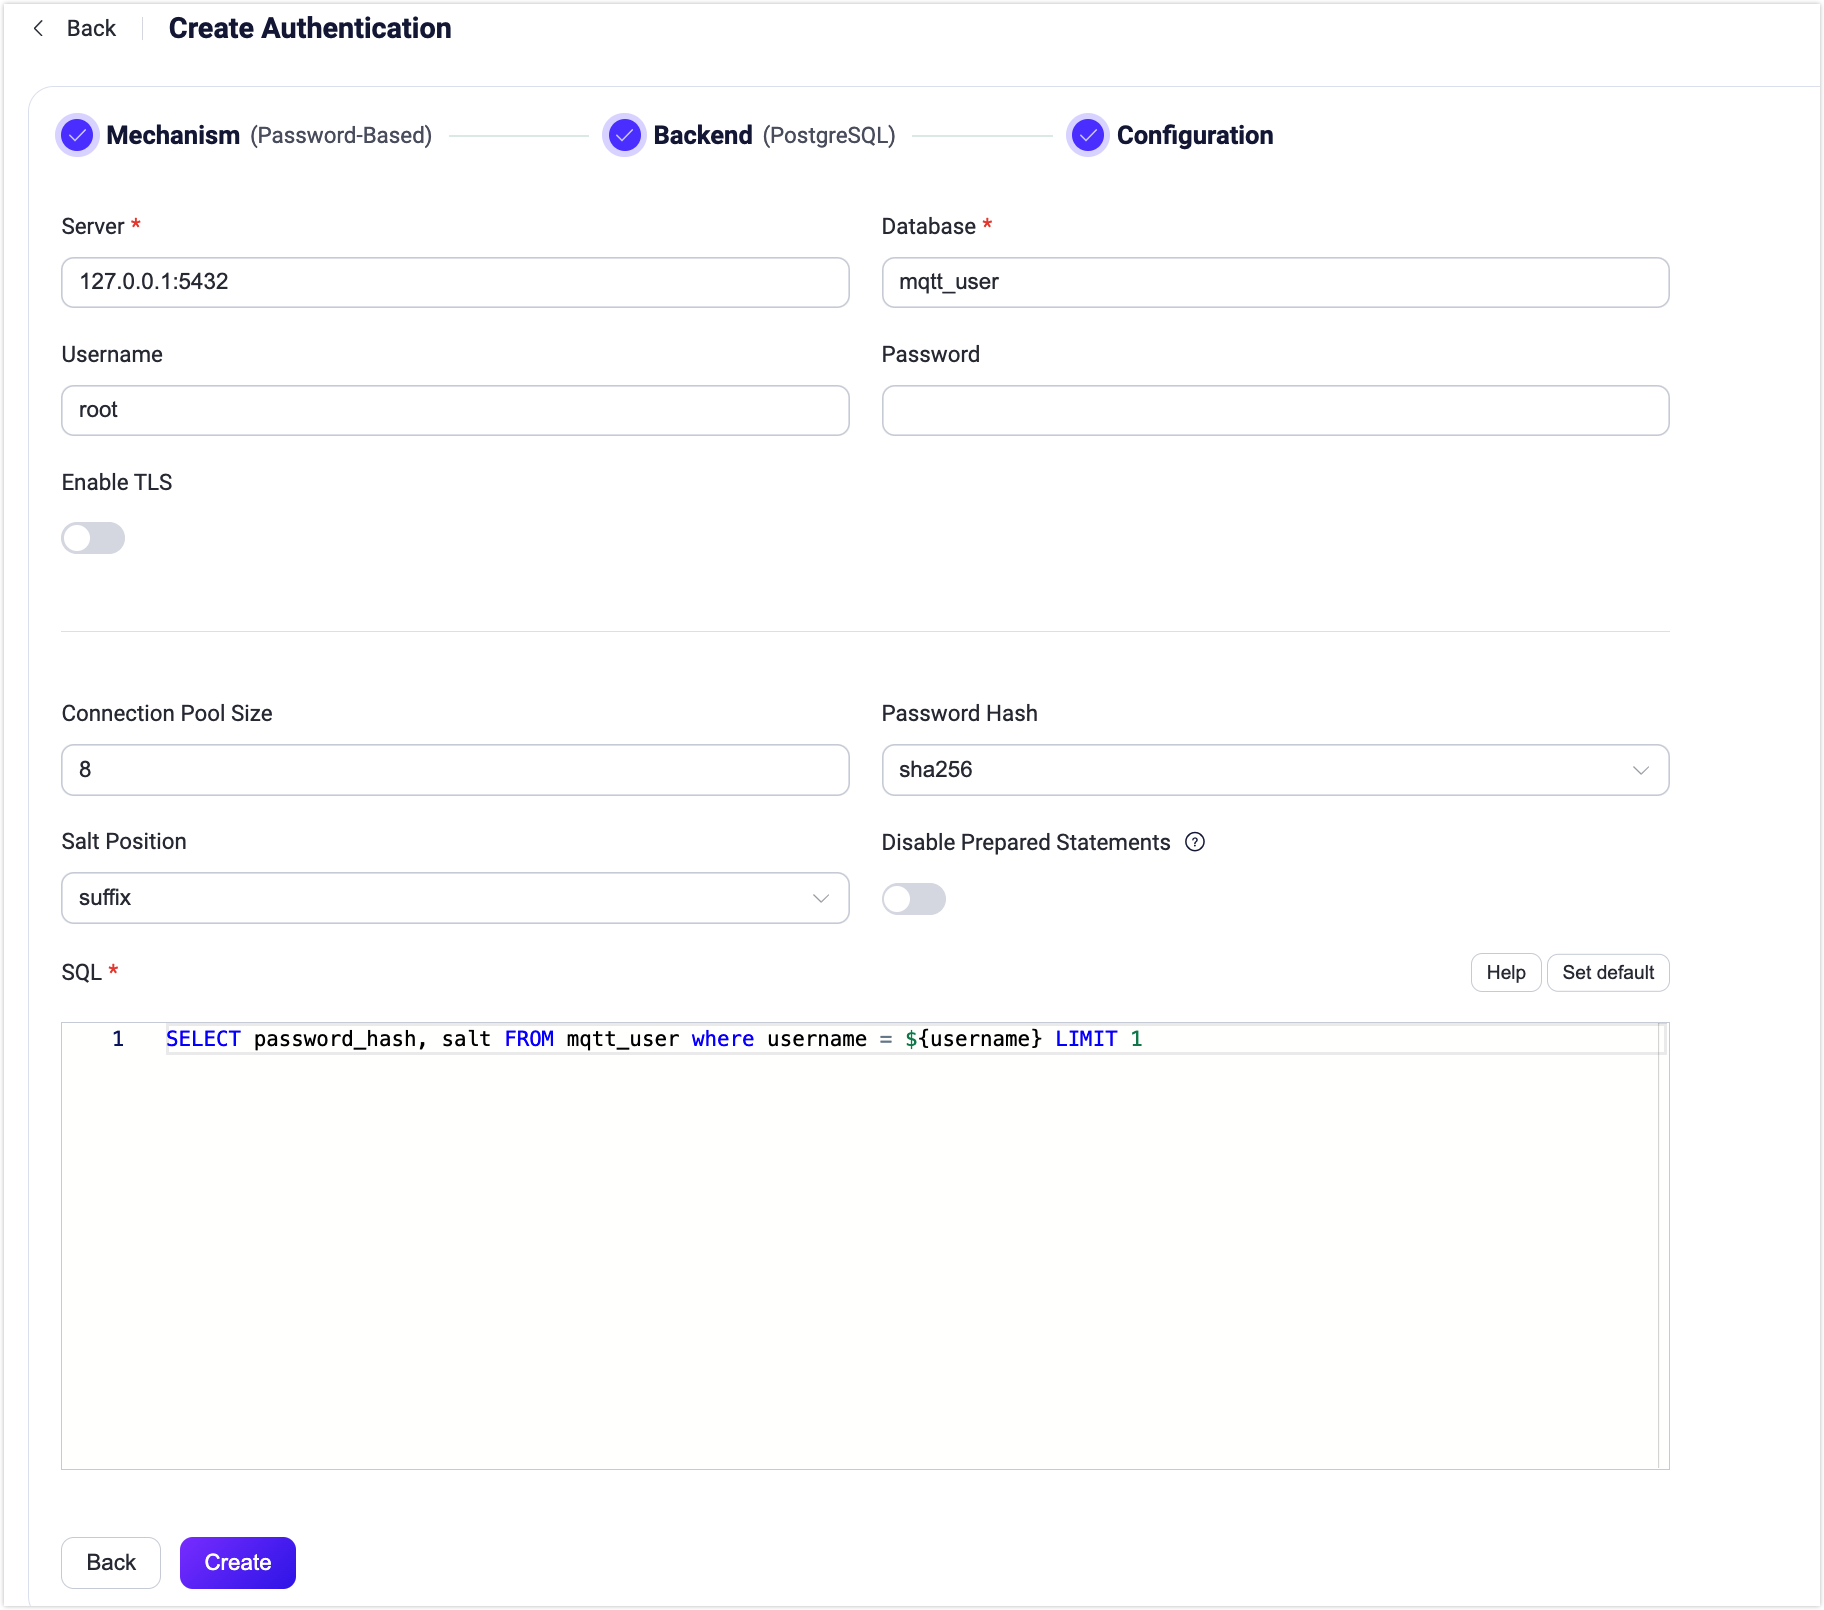 Back
Create Authentication
Mechanism (Password-Based)
Backend (PostgreSQL)
Configuration
Server *
Database *
127.0.0.1:5432
mqtt_user
Username
Password
root
Enable TLS
Connection Pool Size
Password Hash
8
sha256
Salt Position
Disable Prepared Statements ?
suffix
SQL *
Help
Set default
1 SELECT password_hash, salt FROM mqtt_user where username = ${username} LIMIT 1
Back
Create